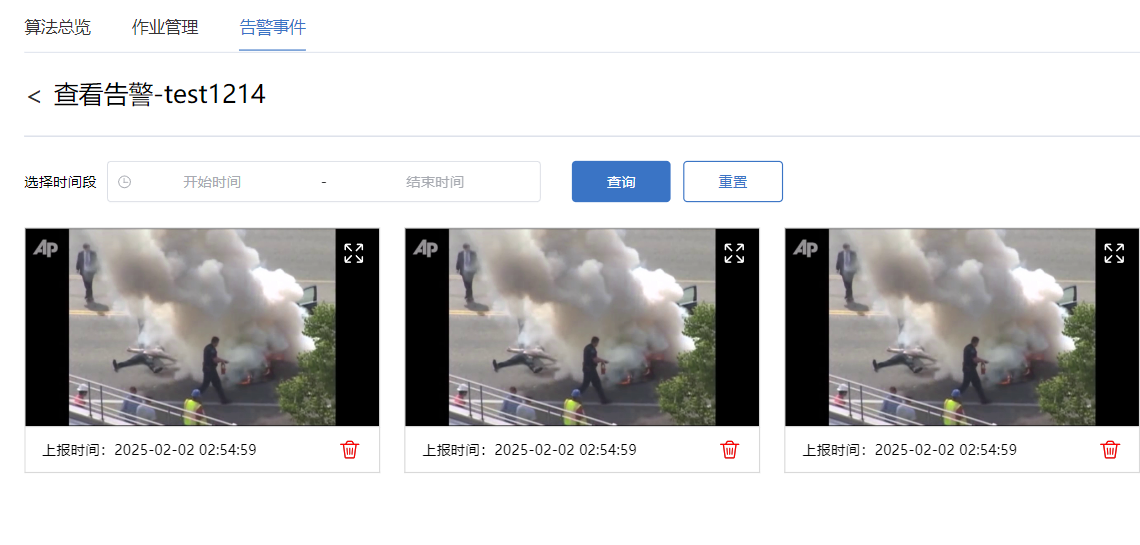 算法总览 作业管理 告警事件
< 查看告警-test1214
选择时间段 开始时间 - 结束时间 查询 重置
AP AP AP
上报时间：2025-02-02 02:54:59 上报时间：2025-02-02 02:54:59 上报时间：2025-02-02 02:54:59